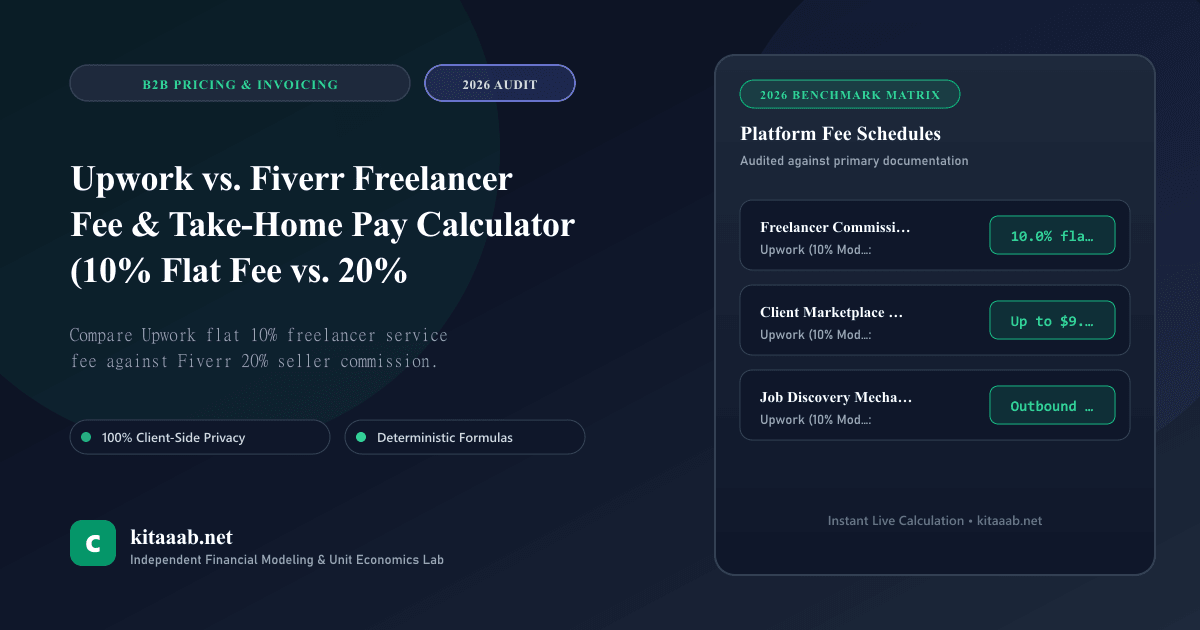 B2B PRICING & INVOICING
2026 AUDIT
Upwork vs. Fiverr Freelancer
Fee & Take-Home Pay Calculator
(10% Flat Fee vs. 20%
Compare Upwork flat 10% freelancer service
fee against Fiverr 20% seller commission.
100% Client-Side Privacy
Deterministic Formulas
C
kitaaab.net
Independent Financial Modeling & Unit Economics Lab
2026 BENCHMARK MATRIX
Platform Fee Schedules
Audited against primary documentation
Freelancer Commissi…
Upwork (10% Mod…:
10.0% fla…
Client Marketplace …
Upwork (10% Mod…:
Up to $9.…
Job Discovery Mecha…
Upwork (10% Mod…:
Outbound …
Instant Live Calculation • kitaaab.net